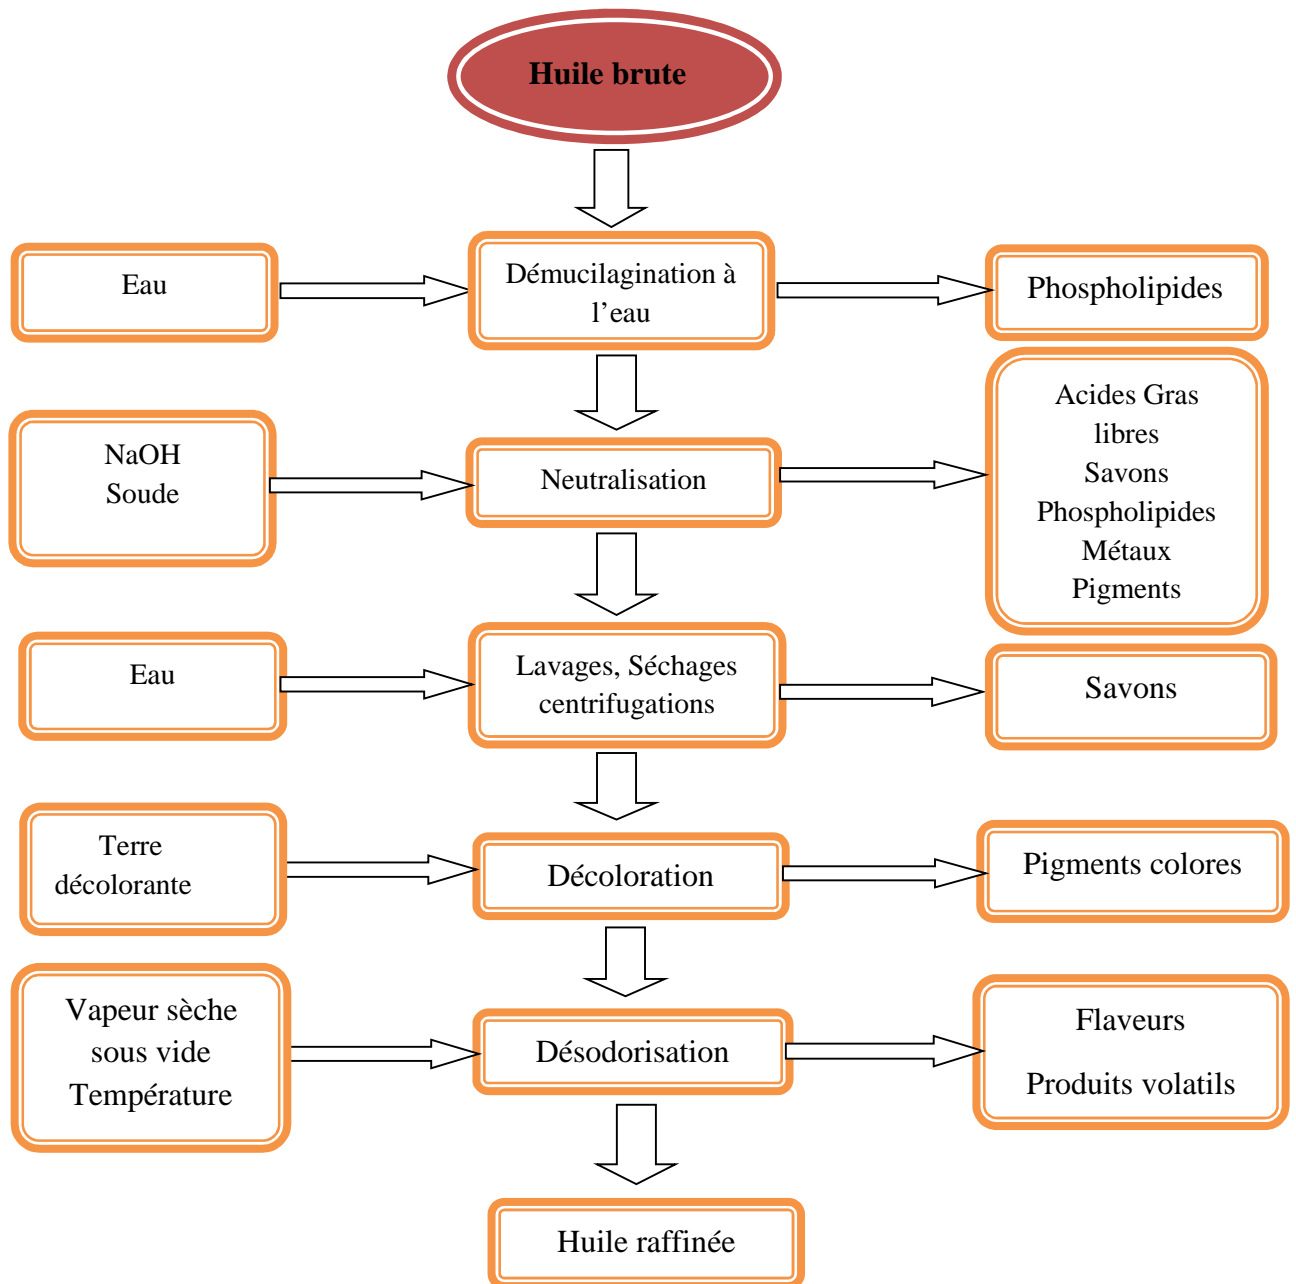 Huile brute
Eau
Démucilagination à
l’eau
Phospholipides
NaOH
Soude
Neutralisation
Acides Gras
libres
Savons
Phospholipides
Métaux
Pigments
Eau
Lavages, Séchages
centrifugations
Savons
Terre
décolorante
Décoloration
Pigments colores
Vapeur sèche
sous vide
Température
Désodorisation
Flaveurs
Produits volatils
Huile raffinée